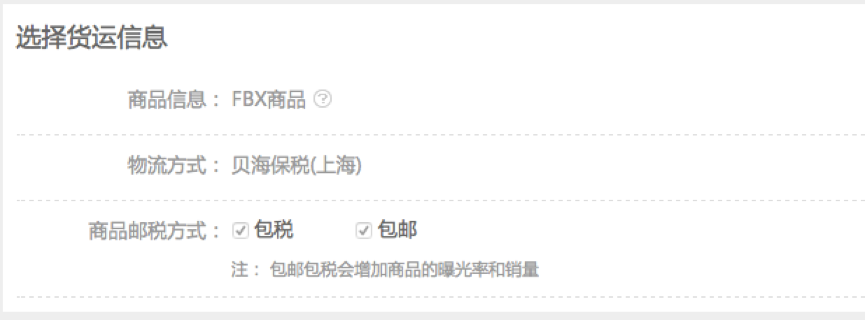 选择货运信息
商品信息： FBX商品 ?
物流方式： 贝海保税(上海)
商品邮税方式： 包税 包邮
注： 包邮包税会增加商品的曝光率和销量